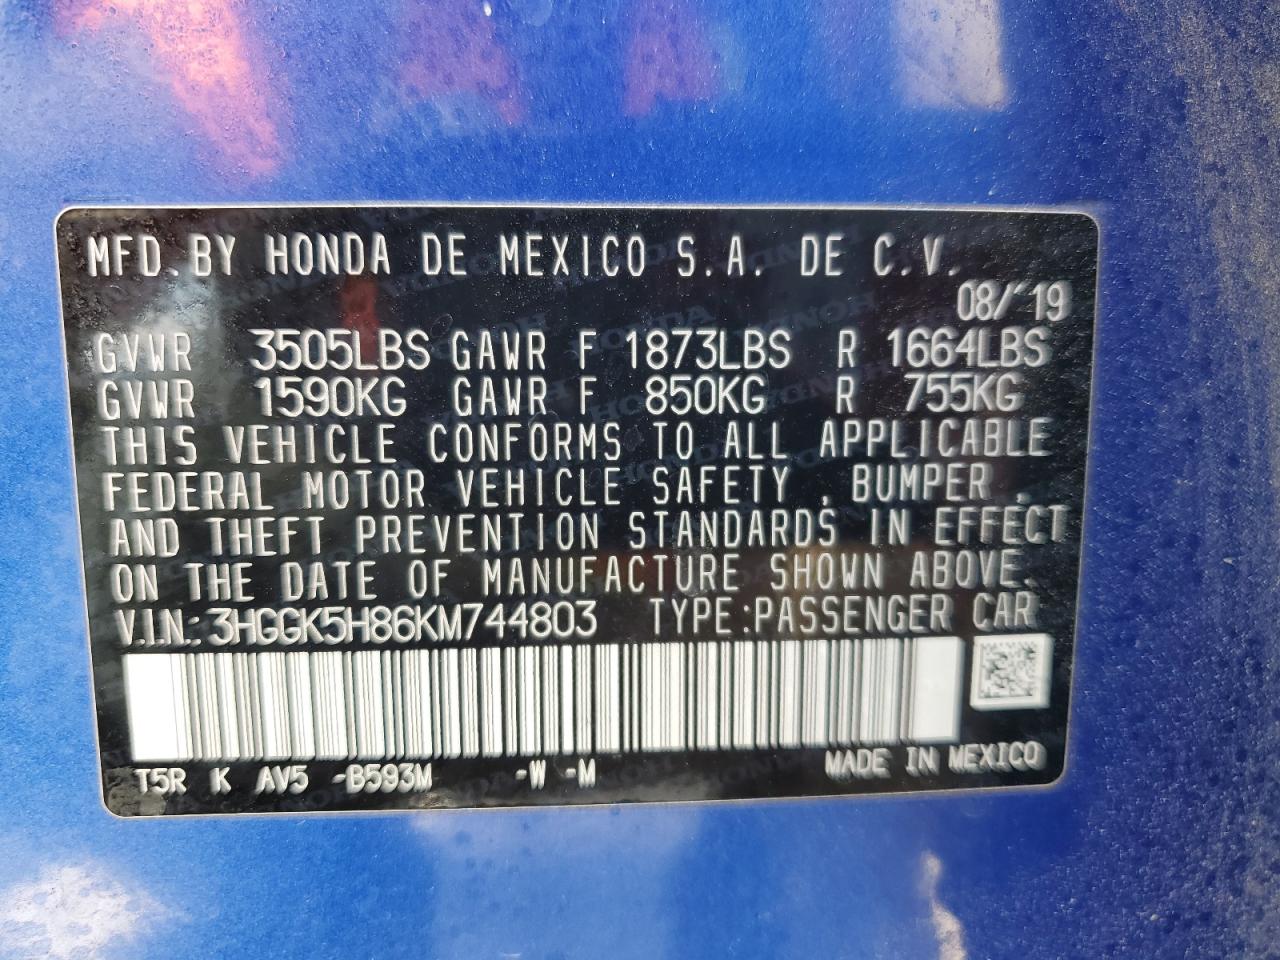 MFD. BY HONDA DE MEXICO S.A. DE C.V.
08/'19
GVWR 3505LBS GAWR F 1873LBS R 1664LBS
GVWR 1590KG GAWR F 850KG R 755KG
THIS VEHICLE CONFORMS TO ALL APPLICABLE
FEDERAL MOTOR VEHICLE SAFETY , BUMPER ,
AND THEFT PREVENTION STANDARDS IN EFFECT
ON THE DATE OF MANUFACTURE SHOWN ABOVE.
V.I.N.: 3HGGK5H86KM744803 TYPE:PASSENGER CAR
T5R K AV5 -B593M -W -M MADE IN MEXICO